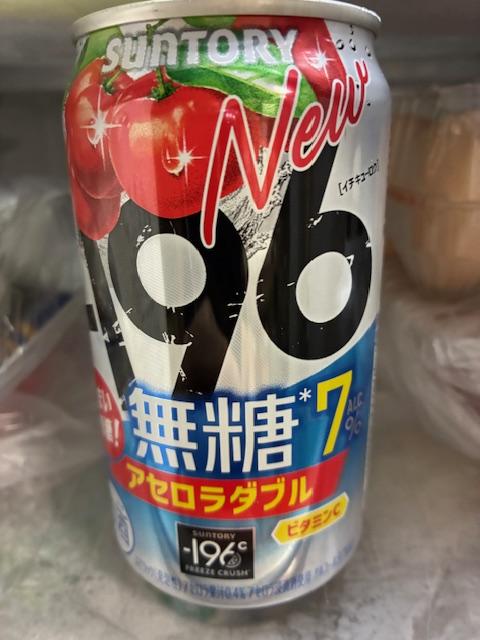 SUNTORY
New
196
[イチキューロク]
無糖*7
ALC.
%
アセロラダブル
ビタミンC
SUNTORY
-196℃
FREEZE CRUSH